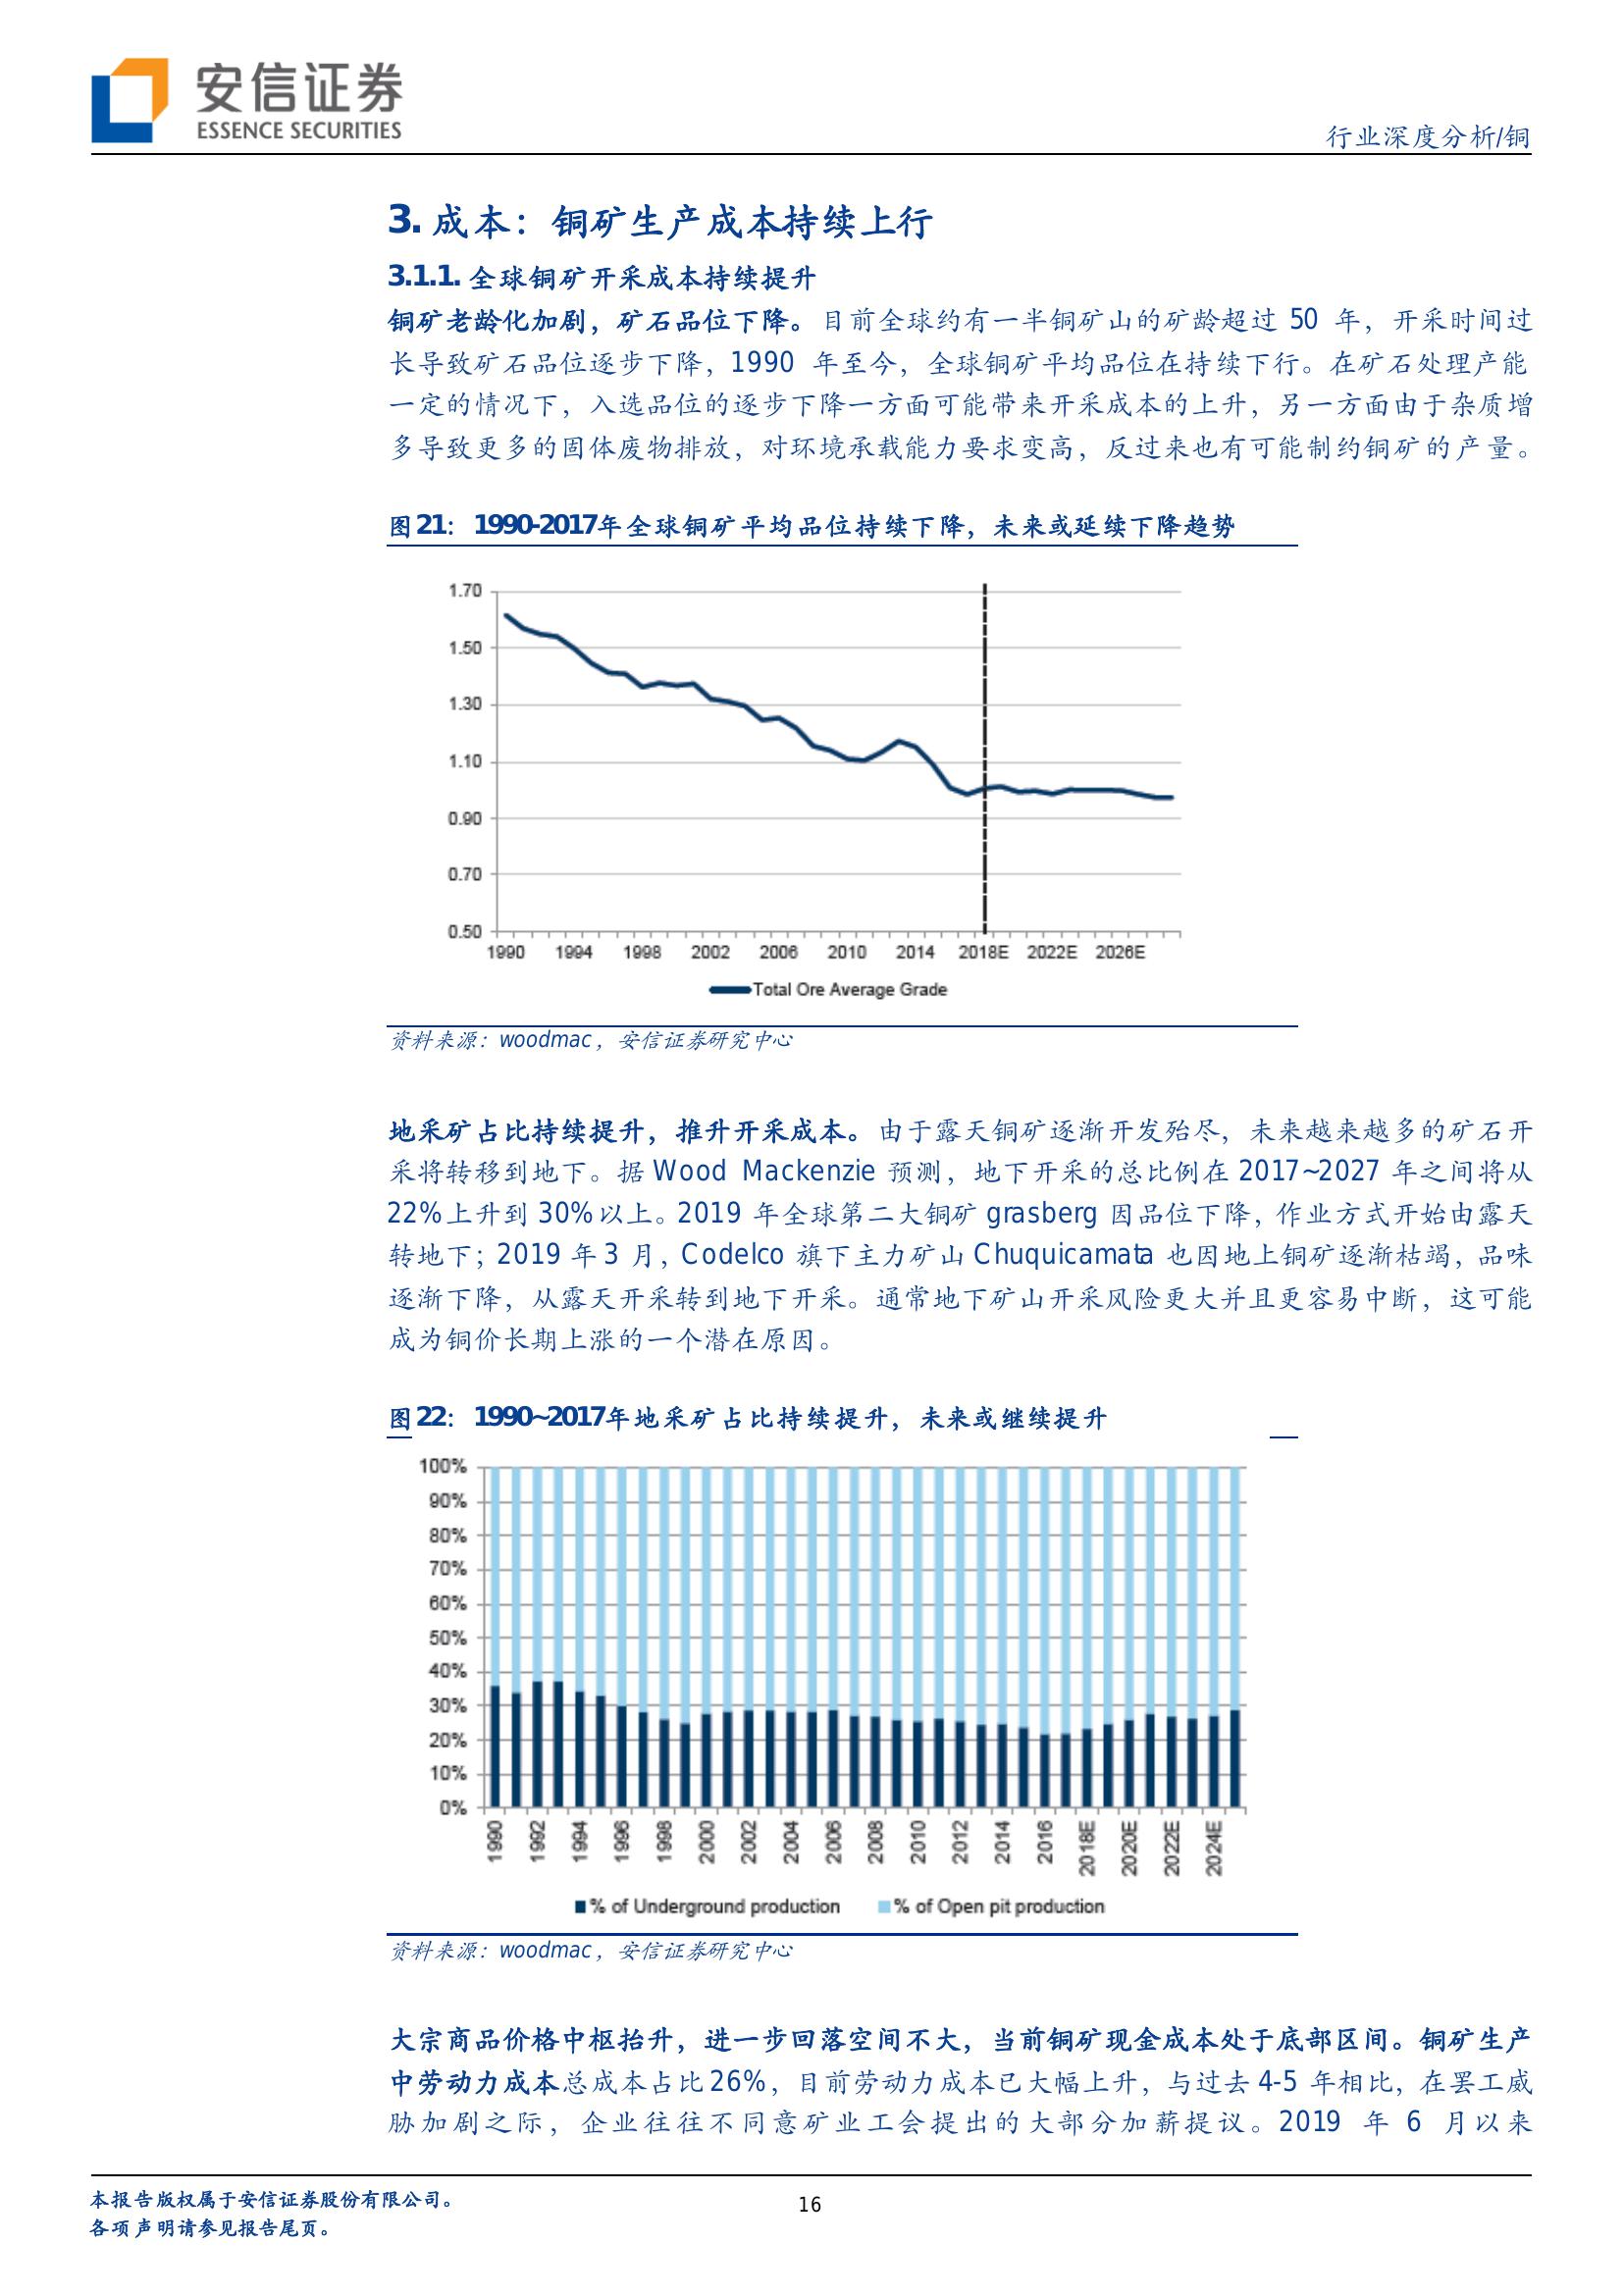 安信证券
ESSENCE SECURITIES
行业深度分析/铜
3. 成本：铜矿生产成本持续上行
3.1.1. 全球铜矿开采成本持续提升
铜矿老龄化加剧，矿石品位下降。目前全球约有一半铜矿山的矿龄超过 50 年，开采时间过
长导致矿石品位逐步下降，1990 年至今，全球铜矿平均品位在持续下行。在矿石处理产能
一定的情况下，入选品位的逐步下降一方面可能带来开采成本的上升，另一方面由于杂质增
多导致更多的固体废物排放，对环境承载能力要求变高，反过来也有可能制约铜矿的产量。
图 21： 1990-2017年全球铜矿平均品位持续下降，未来或延续下降趋势
1.70
1.50
1.30
1.10
0.90
0.70
0.50
1990 1994 1998 2002 2006 2010 2014 2018E 2022E 2026E
Total Ore Average Grade
资料来源：woodmac，安信证券研究中心
地采矿占比持续提升，推升开采成本。由于露天铜矿逐渐开发殆尽，未来越来越多的矿石开
采将转移到地下。据 Wood Mackenzie 预测，地下开采的总比例在 2017~2027 年之间将从
22%上升到 30%以上。2019 年全球第二大铜矿 grasberg 因品位下降，作业方式开始由露天
转地下；2019 年 3 月，Codelco 旗下主力矿山 Chuquicamata 也因地上铜矿逐渐枯竭，品味
逐渐下降，从露天开采转到地下开采。通常地下矿山开采风险更大并且更容易中断，这可能
成为铜价长期上涨的一个潜在原因。
图 22： 1990~2017年地采矿占比持续提升，未来或继续提升
100%
90%
80%
70%
60%
50%
40%
30%
20%
10%
0%
1990 1992 1994 1996 1998 2000 2002 2004 2006 2008 2010 2012 2014 2016 2018E 2020E 2022E 2024E
% of Underground production % of Open pit production
资料来源：woodmac，安信证券研究中心
大宗商品价格中枢抬升，进一步回落空间不大，当前铜矿现金成本处于底部区间。铜矿生产
中劳动力成本总成本占比 26%，目前劳动力成本已大幅上升，与过去 4-5 年相比，在罢工威
胁加剧之际，企业往往不同意矿业工会提出的大部分加薪提议。2019 年 6 月以来
本报告版权属于安信证券股份有限公司。
16
各项声明请参见报告尾页。